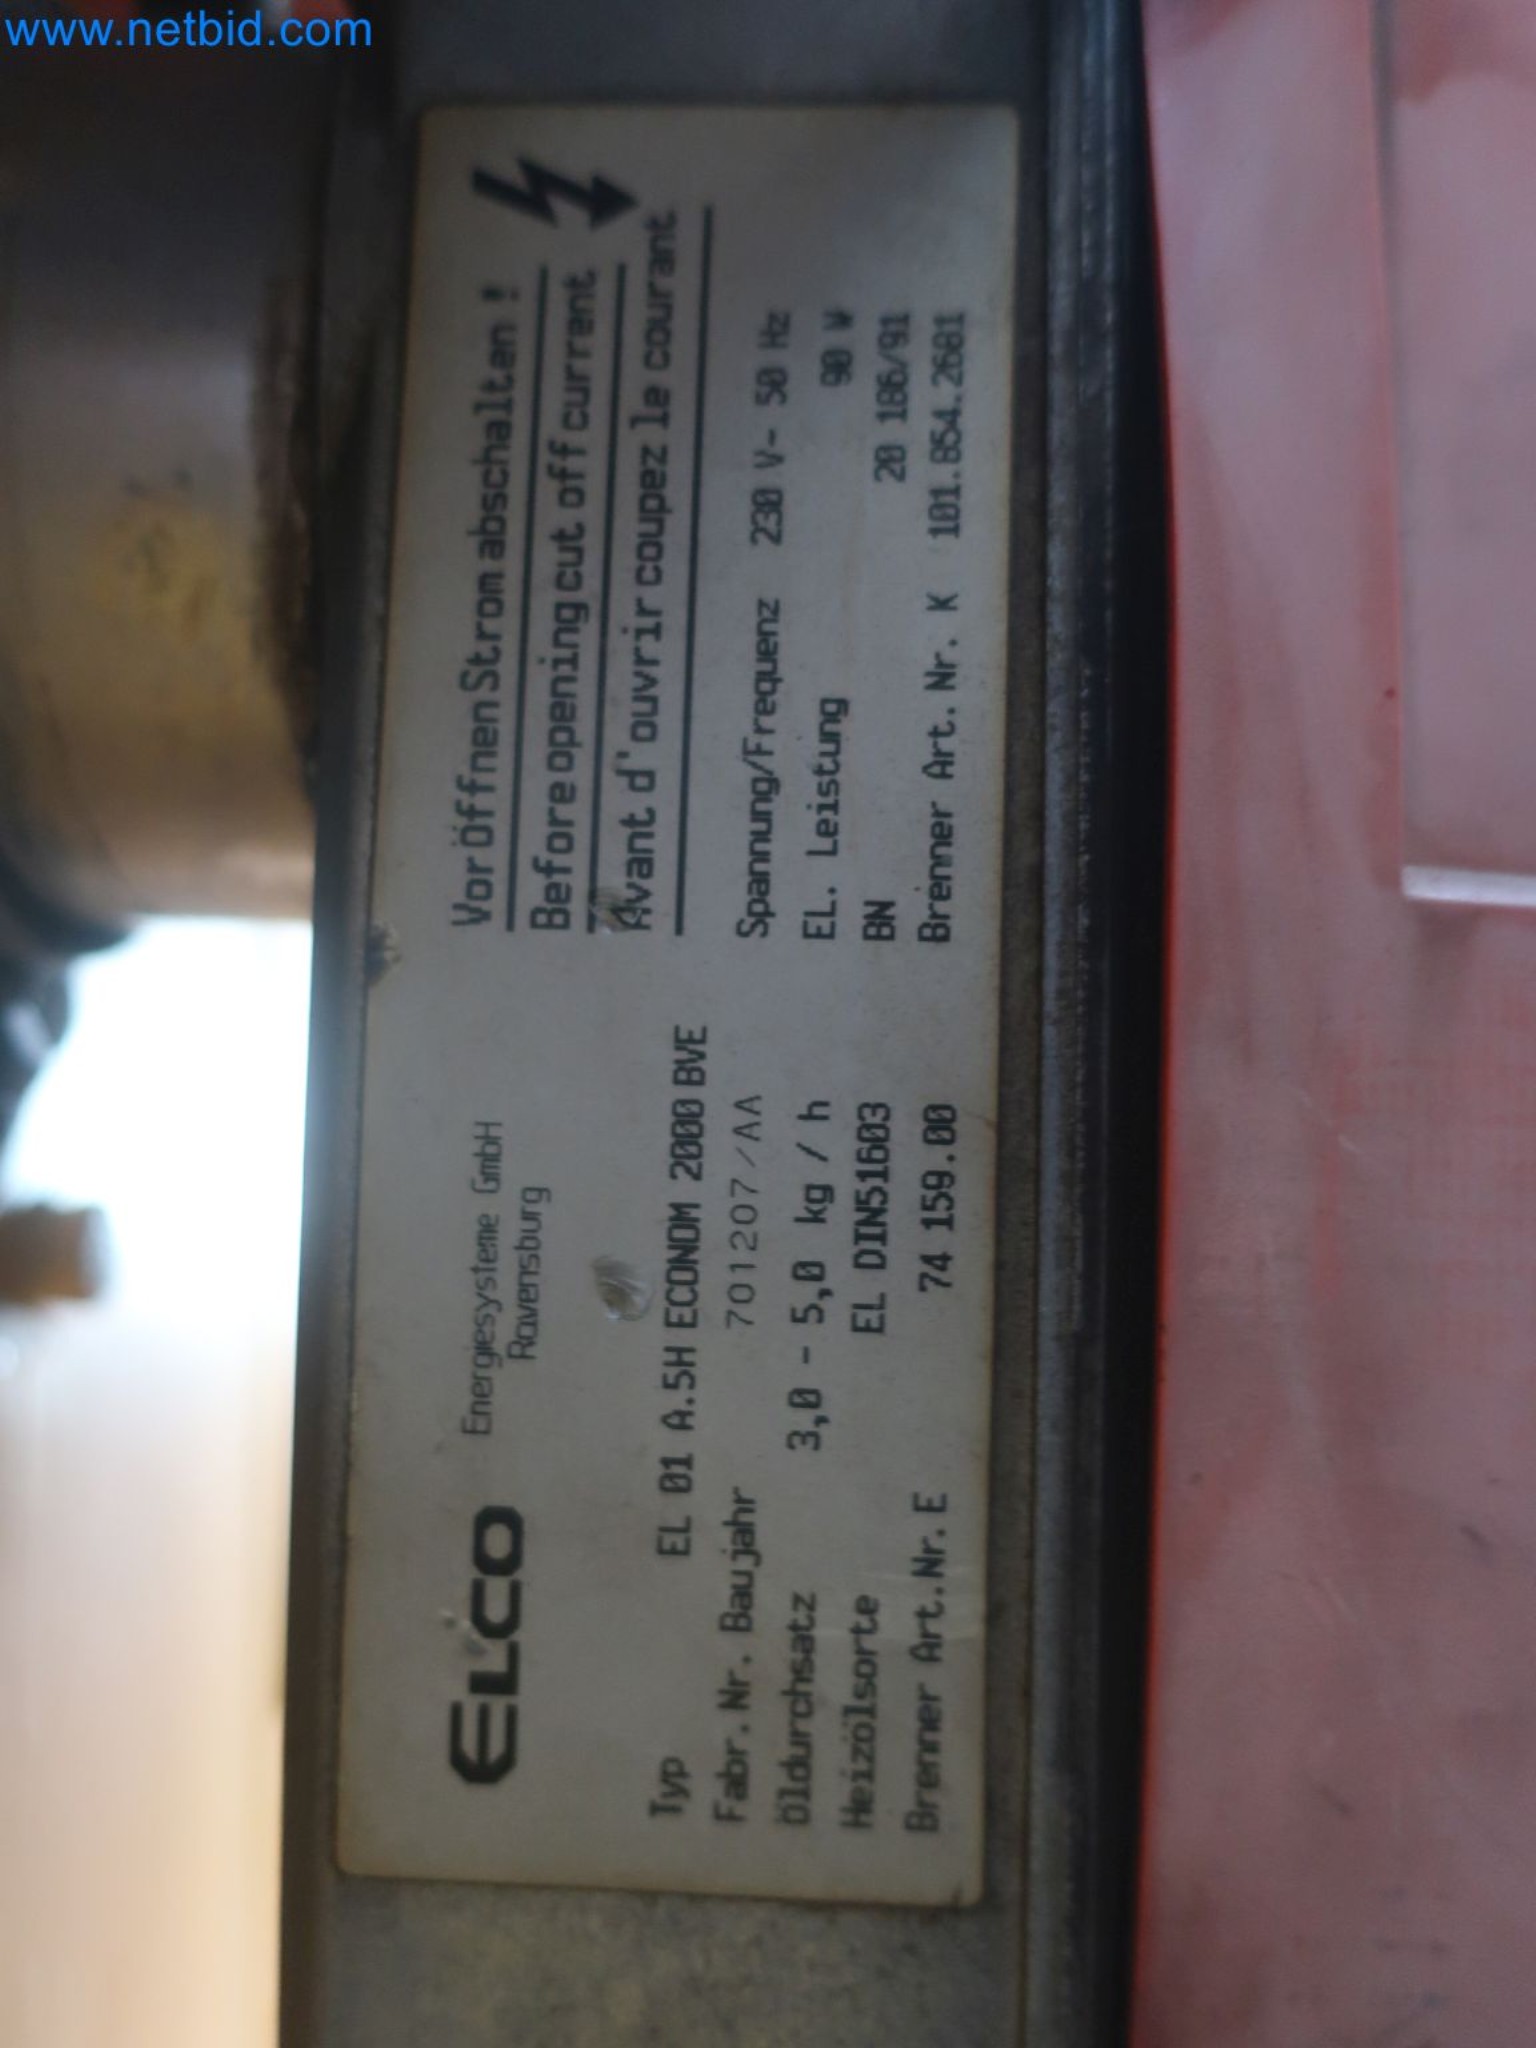 www.netbid.com
ELCO Energiesysteme GmbH
Ravensburg
Vor Öffnen Strom abschalten !
Before opening cut off current
Avant d'ouvrir coupez le courant
Typ EL 01 A.5H ECONOM 2000 BVE
Fabr. Nr. Baujahr 701207/AA
Öldurchsatz 3,0 - 5,0 kg / h
Heizölsorte EL DIN51603
Brenner Art.Nr. E 74 159.00
Spannung/Frequenz 230 V~ 50 Hz
EL. Leistung 90 W
BN 20 186/91
Brenner Art. Nr. K 101.854.2681